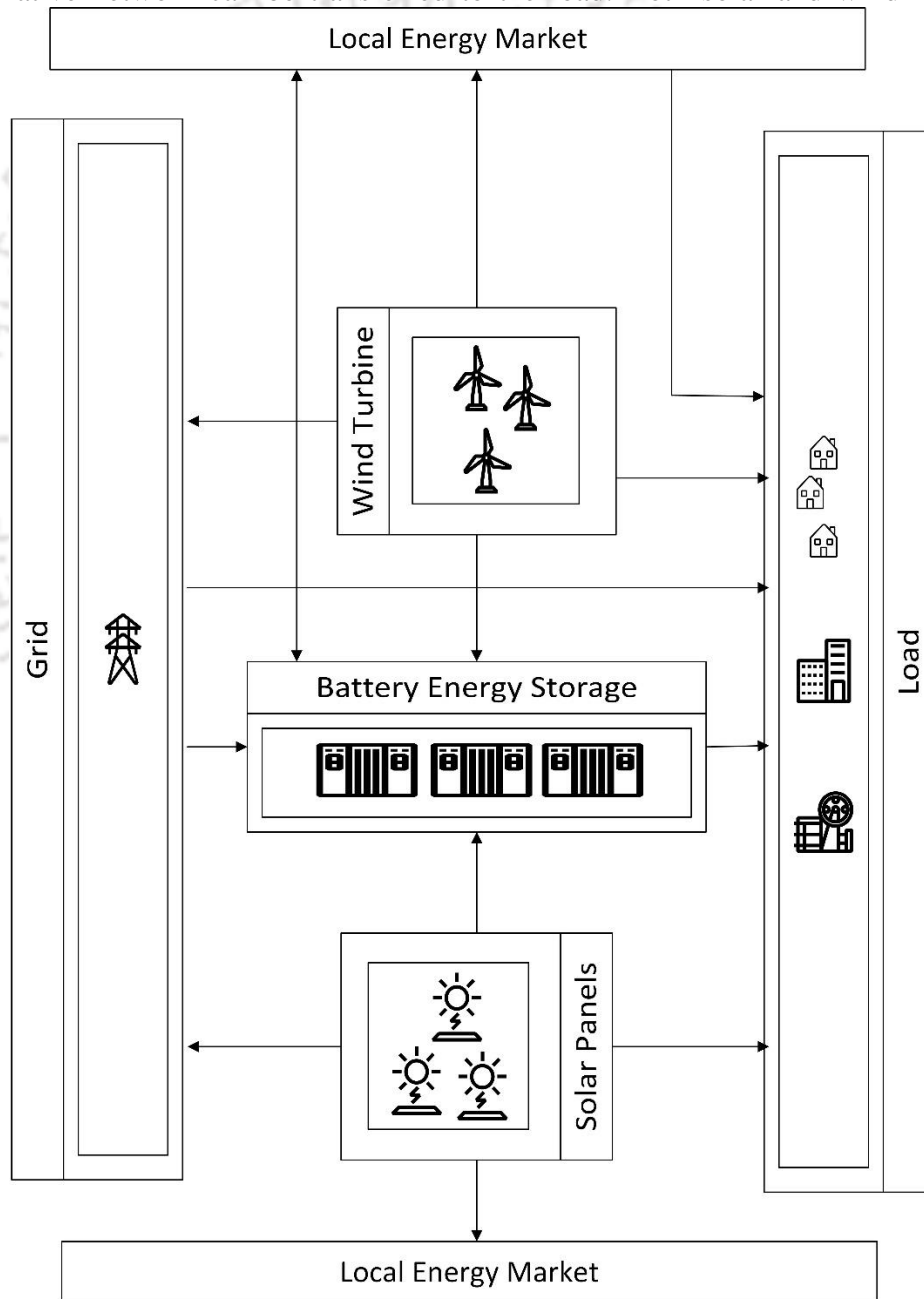 Local Energy Market
Grid
Wind Turbine
Load
Battery Energy Storage
Solar Panels
Local Energy Market